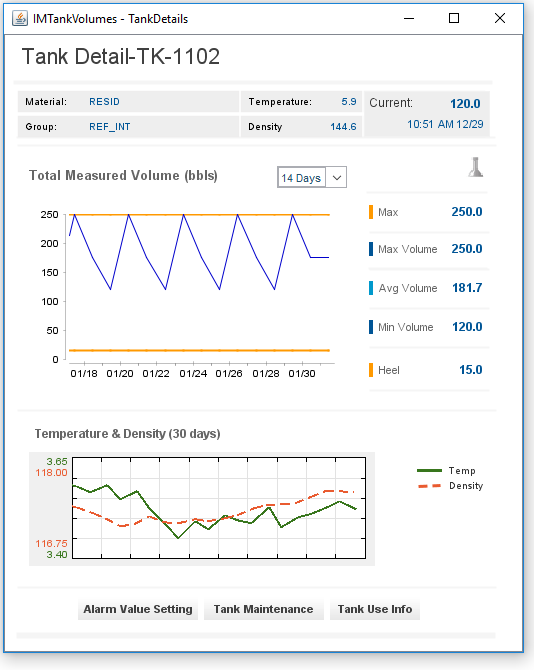 IMTankVolumes - TankDetails
Tank Detail-TK-1102
Material: RESID Temperature: 5.9 Current: 120.0
Group: REF_INT Density 144.6 10:51 AM 12/29
Total Measured Volume (bbls) 14 Days
250
200
150
100
50
0
01/18 01/20 01/22 01/24 01/26 01/28 01/30
Max 250.0
Max Volume 250.0
Avg Volume 181.7
Min Volume 120.0
Heel 15.0
Temperature & Density (30 days)
3.65
118.00
116.75
3.40
Temp
Density
Alarm Value Setting Tank Maintenance Tank Use Info